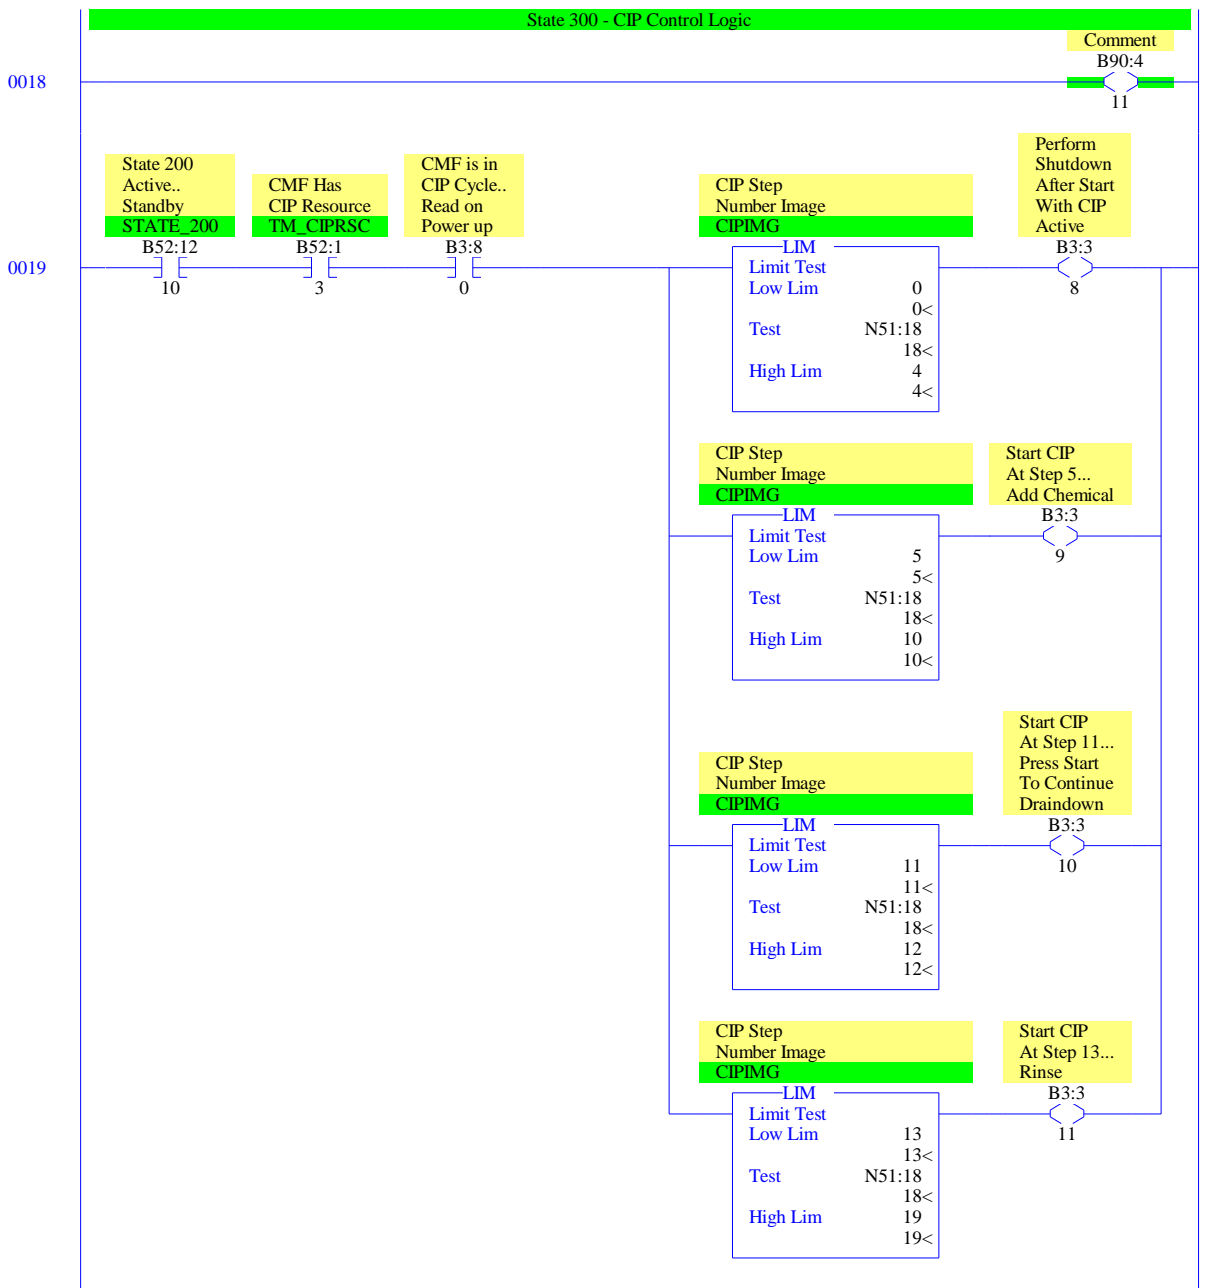 State 300 - CIP Control Logic
Comment
B90:4
0018
11
State 200
Active..
Standby
STATE_200
B52:12
10
CMF Has
CIP Resource
TM_CIPRSC
B52:1
3
CMF is in
CIP Cycle..
Read on
Power up
B3:8
0
0019
CIP Step
Number Image
CIPIMG
LIM
Limit Test
Low Lim 0
0<
Test N51:18
18<
High Lim 4
4<
Perform
Shutdown
After Start
With CIP
Active
B3:3
8
CIP Step
Number Image
CIPIMG
LIM
Limit Test
Low Lim 5
5<
Test N51:18
18<
High Lim 10
10<
Start CIP
At Step 5...
Add Chemical
B3:3
9
CIP Step
Number Image
CIPIMG
LIM
Limit Test
Low Lim 11
11<
Test N51:18
18<
High Lim 12
12<
Start CIP
At Step 11...
Press Start
To Continue
Draindown
B3:3
10
CIP Step
Number Image
CIPIMG
LIM
Limit Test
Low Lim 13
13<
Test N51:18
18<
High Lim 19
19<
Start CIP
At Step 13...
Rinse
B3:3
11